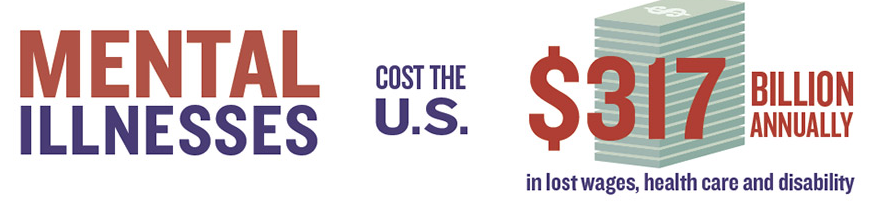 MENTAL
ILLNESSES
COST THE
U.S.
$
$317
BILLION
ANNUALLY
in lost wages, health care and disability